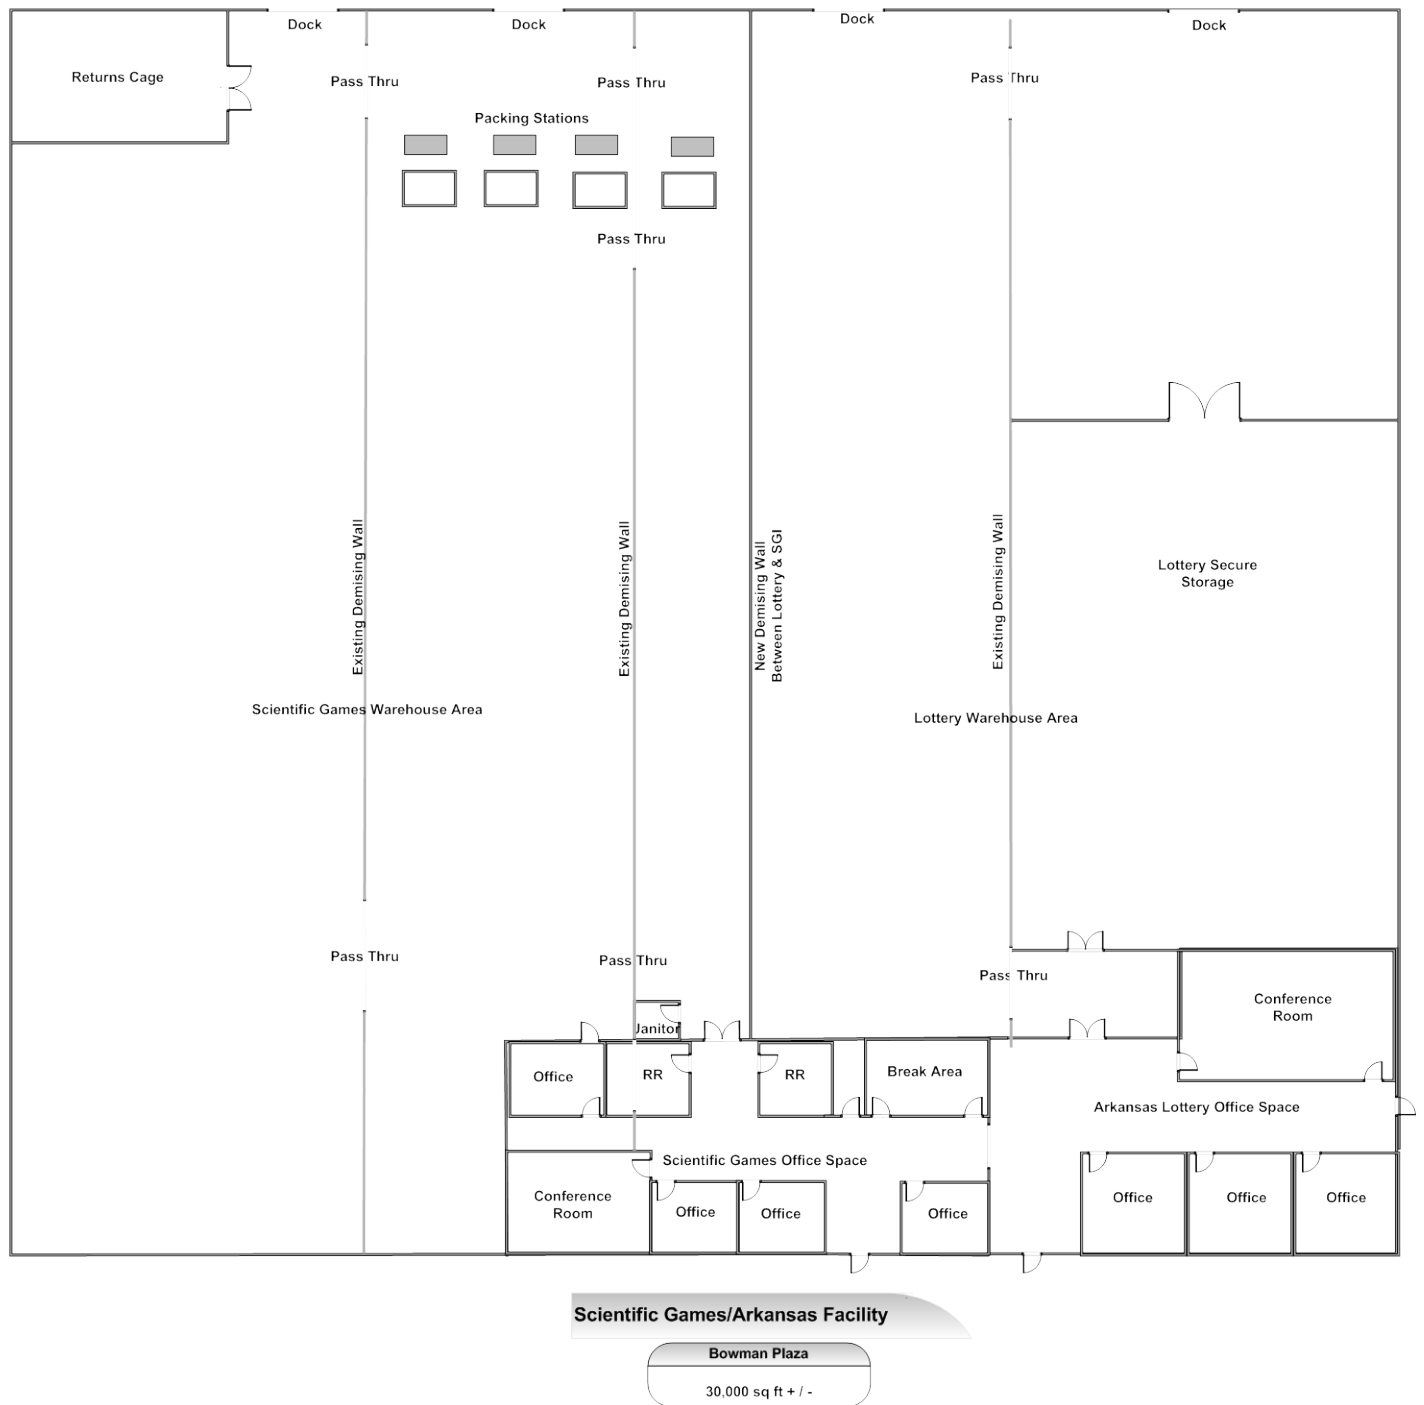 Dock
Dock
Dock
Dock
Returns Cage
Pass Thru
Pass Thru
Pass Thru
Packing Stations
Pass Thru
Existing Demising Wall
Existing Demising Wall
New Demising Wall
Between Lottery & SGI
Existing Demising Wall
Lottery Secure
Storage
Scientific Games Warehouse Area
Lottery Warehouse Area
Pass Thru
Pass Thru
Pass Thru
Conference
Room
Janitor
Office
RR
RR
Break Area
Arkansas Lottery Office Space
Scientific Games Office Space
Conference
Room
Office
Office
Office
Office
Office
Office
Scientific Games/Arkansas Facility
Bowman Plaza
30,000 sq ft + / -